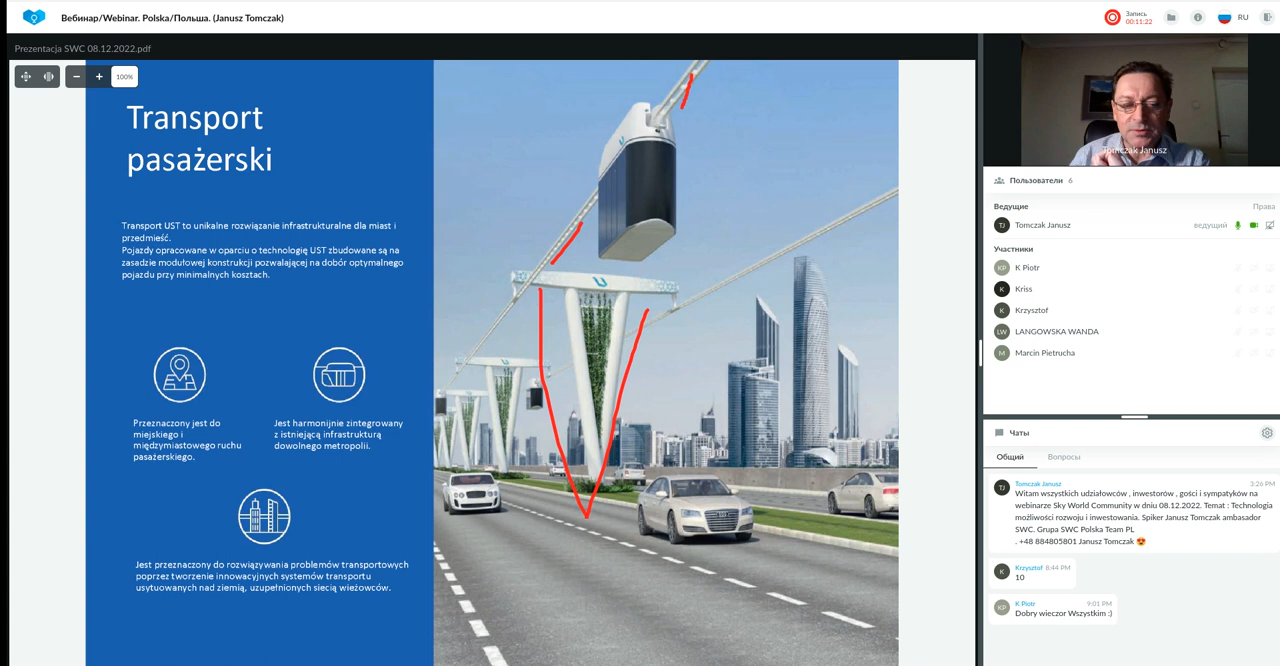 Вебинар/Webinar. Polska/Польша. (Janusz Tomczak)
Запись
00:11:22
RU
Prezentacja SWC 08.12.2022.pdf
100%
Transport
pasażerski
Transport UST to unikalne rozwiązanie infrastrukturalne dla miast i
przedmieść.
Pojazdy opracowane w oparciu o technologię UST zbudowane są na
zasadzie modułowej konstrukcji pozwalającej na dobór optymalnego
pojazdu przy minimalnych kosztach.
Przeznaczony jest do
miejskiego i
międzymiastowego ruchu
pasażerskiego.
Jest harmonijnie zintegrowany
z istniejącą infrastrukturą
dowolnego metropolii.
Jest przeznaczony do rozwiązywania problemów transportowych
poprzez tworzenie innowacyjnych systemów transportu
usytuowanych nad ziemią, uzupełnionych siecią wieżowców.
Tomczak Janusz
Пользователи 6
Ведущие Права
TJ Tomczak Janusz ведущий
Участники
KP K Piotr
K Kriss
K Krzysztof
LW LANGOWSKA WANDA
M Marcin Pietrucha
Чаты
Общий Вопросы
TJ Tomczak Janusz 3:26 PM
Witam wszystkich udziałowców , inwestorów , gości i sympatyków na
webinarze Sky World Community w dniu 08.12.2022. Temat : Technologia
możliwości rozwoju i inwestowania. Spiker Janusz Tomczak ambasador
SWC. Grupa SWC Polska Team PL
. +48 884805801 Janusz Tomczak 😍
K Krzysztof 8:44 PM
10
KP K Piotr 9:01 PM
Dobry wieczor Wszystkim :)